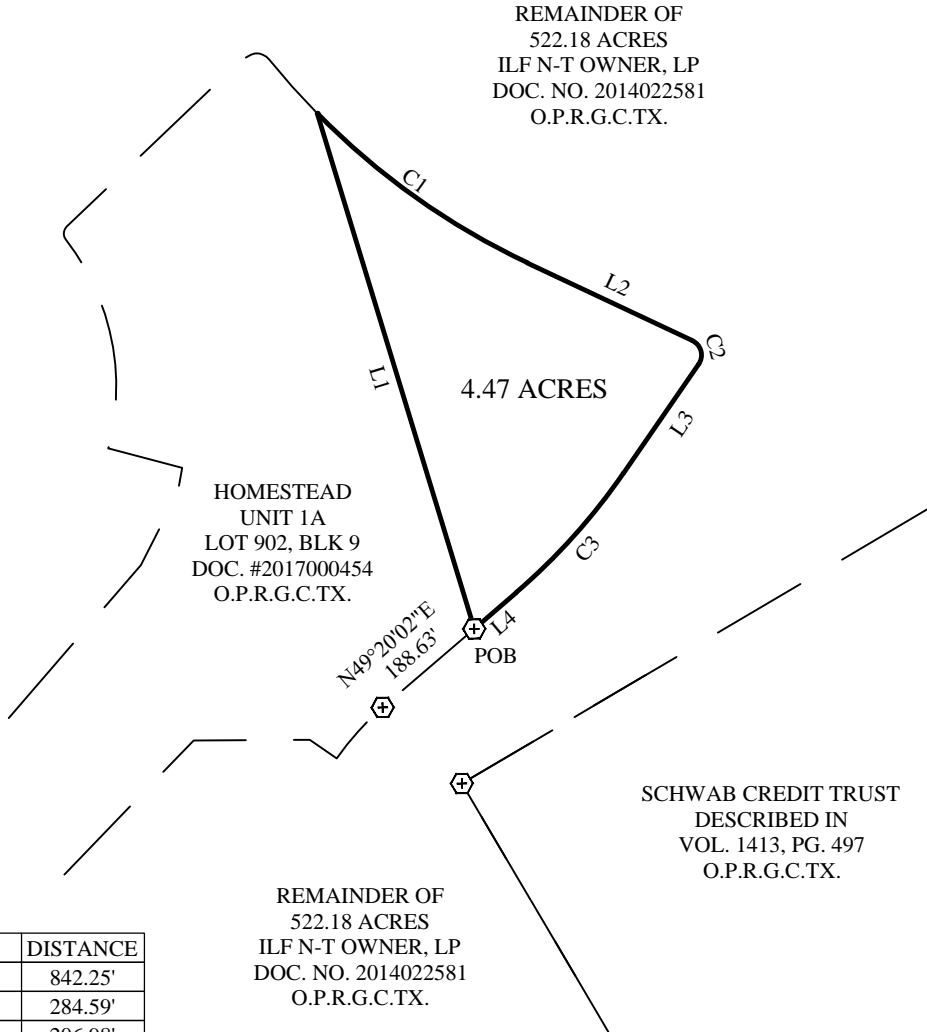 REMAINDER OF
522.18 ACRES
ILF N-T OWNER, LP
DOC. NO. 2014022581
O.P.R.G.C.TX.
C1
L2
C2
L1
4.47 ACRES
L3
HOMESTEAD
UNIT 1A
LOT 902, BLK 9
DOC. #2017000454
O.P.R.G.C.TX.
C3
N49°20'02"E
188.63'
L4
POB
SCHWAB CREDIT TRUST
DESCRIBED IN
VOL. 1413, PG. 497
O.P.R.G.C.TX.
REMAINDER OF
522.18 ACRES
ILF N-T OWNER, LP
DOC. NO. 2014022581
O.P.R.G.C.TX.
DISTANCE
842.25'
284.59'